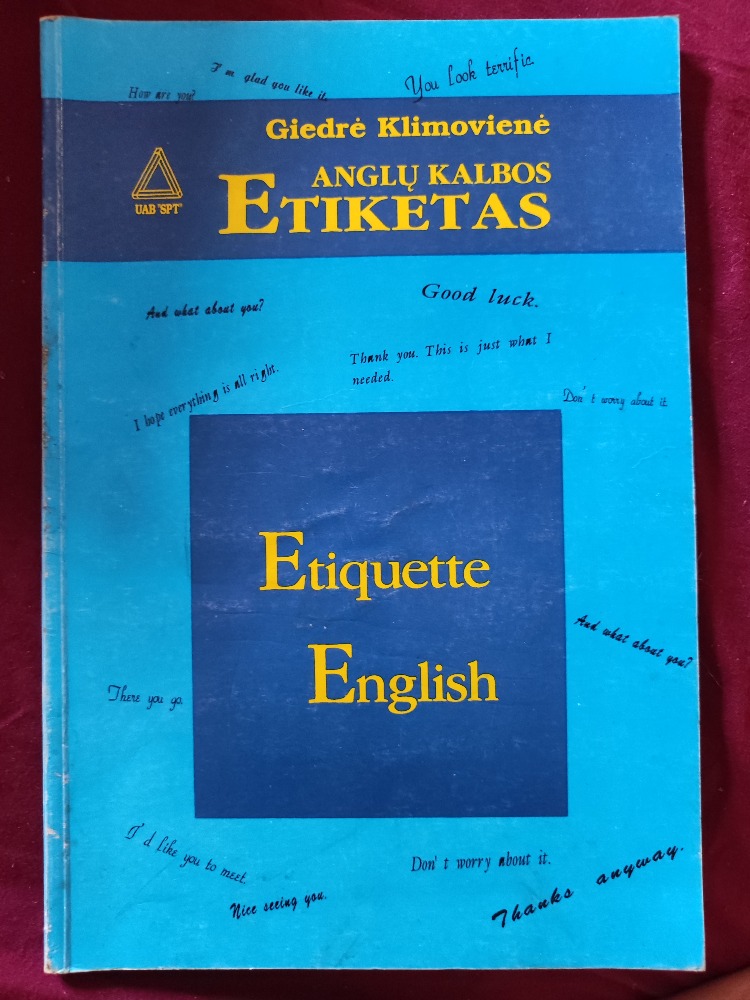 How are you?
I'm glad you like it.
You look terrific
Giedrė Klimovienė
ANGLŲ KALBOS
ETIKETAS
UAB "SPT"
And what about you?
Good luck.
Thank you. This is just what I
needed.
I hope everything is all right.
Don't worry about it.
Etiquette
English
And what about you?
There you go.
I'd like you to meet.
Nice seeing you.
Don't worry about it.
Thanks anyway.